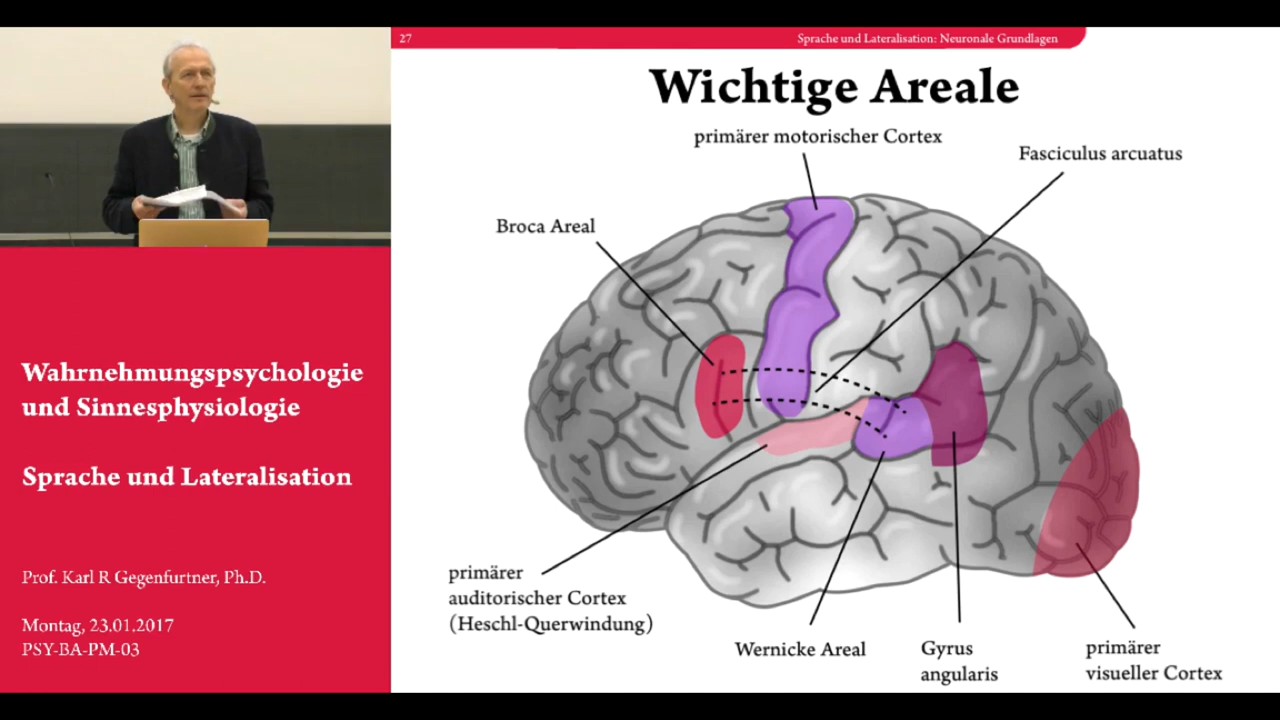 27
Sprache und Lateralisation: Neuronale Grundlagen
Wichtige Areale
primärer motorischer Cortex
Fasciculus arcuatus
Broca Areal
primärer
auditorischer Cortex
(Heschl-Querwindung)
Wernicke Areal
Gyrus
angularis
primärer
visueller Cortex
Wahrnehmungspsychologie
und Sinnesphysiologie
Sprache und Lateralisation
Prof. Karl R Gegenfurtner, Ph.D.
Montag, 23.01.2017
PSY-BA-PM-03